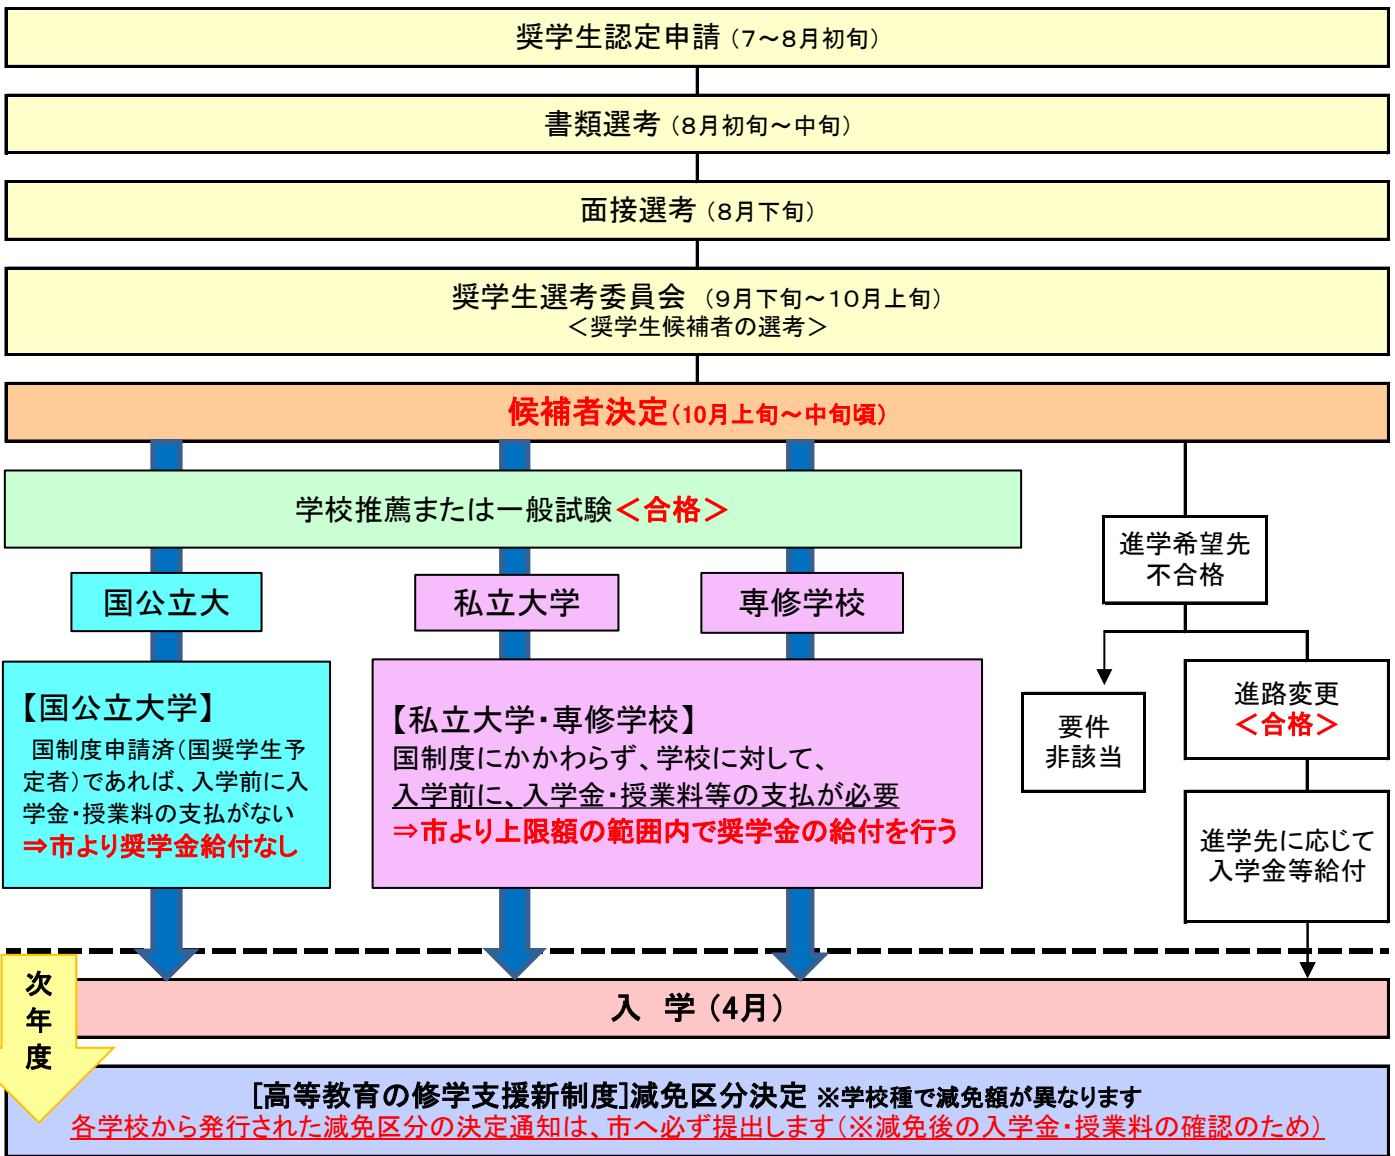 奨学生認定申請（7～8月初旬）
書類選考（8月初旬～中旬）
面接選考（8月下旬）
奨学生選考委員会　（9月下旬～10月上旬）
＜奨学生候補者の選考＞
候補者決定（10月上旬～中旬頃）
学校推薦または一般試験＜合格＞
国公立大
私立大学
専修学校
進学希望先
不合格
【国公立大学】
国制度申請済（国奨学生予
定者）であれば、入学前に入
学金・授業料の支払がない
⇒市より奨学金給付なし
【私立大学・専修学校】
国制度にかかわらず、学校に対して、
入学前に、入学金・授業料等の支払が必要
⇒市より上限額の範囲内で奨学金の給付を行う
要件
非該当
進路変更
＜合格＞
進学先に応じて
入学金等給付
次
年
度
入　学（4月）
[高等教育の修学支援新制度]減免区分決定 ※学校種で減免額が異なります
各学校から発行された減免区分の決定通知は、市へ必ず提出します（※減免後の入学金・授業料の確認のため）